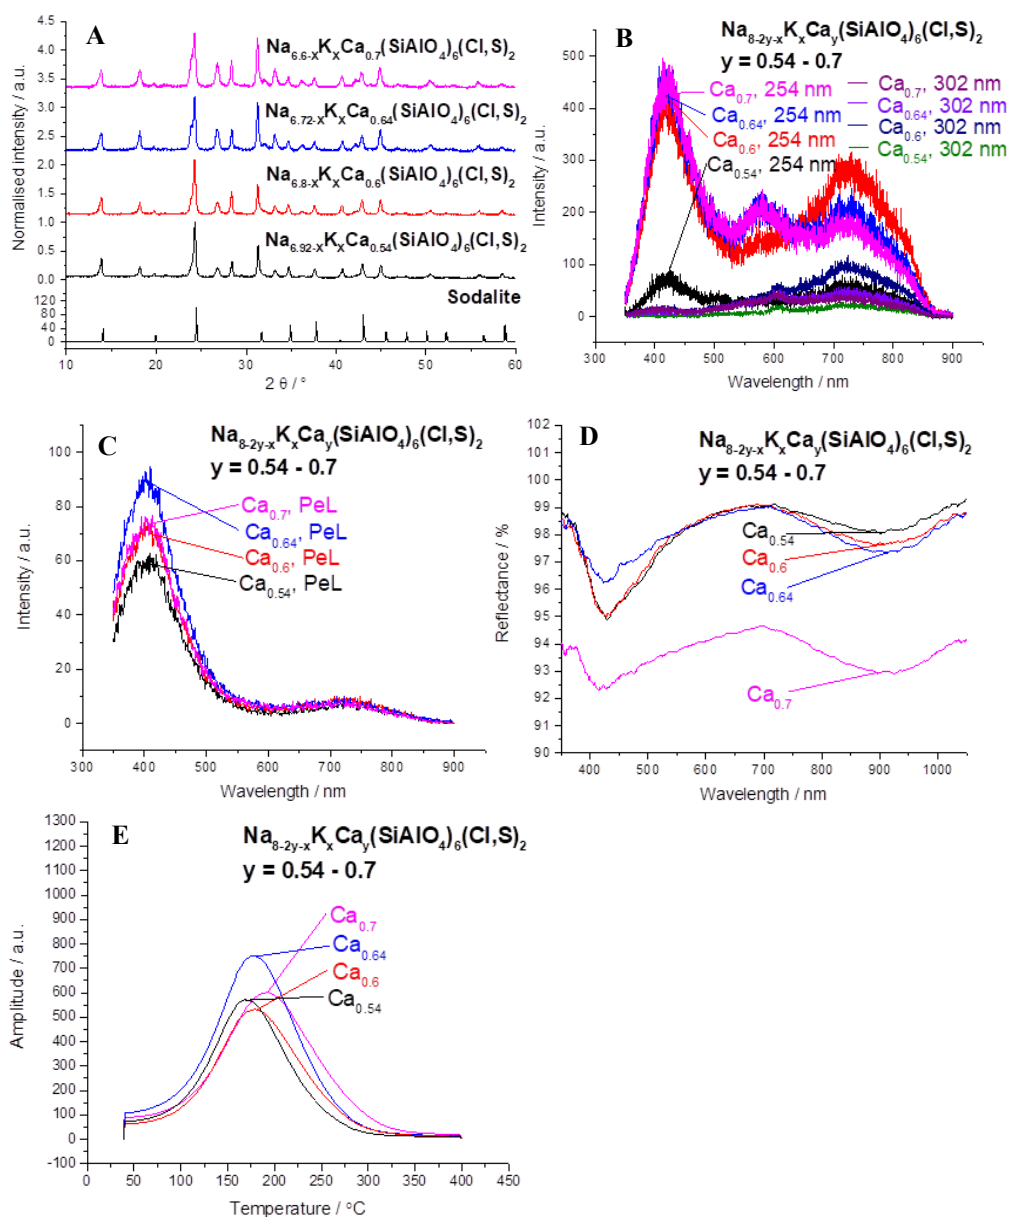 A
Normalised Intensity / a.u.
4.5
4.0
3.5
3.0
2.5
2.0
1.5
1.0
0.5
0.0
120
80
40
0
Na6.6-xKxCa0.7(SiAlO4)6(Cl,S)2
Na6.72-xKxCa0.64(SiAlO4)6(Cl,S)2
Na6.8-xKxCa0.6(SiAlO4)6(Cl,S)2
Na6.92-xKxCa0.54(SiAlO4)6(Cl,S)2
Sodalite
10 20 30 40 50 60
2 θ / °
B
Na8-2y-xKxCay(SiAlO4)6(Cl,S)2
y = 0.54 - 0.7
Intensity / a.u.
500
400
300
200
100
0
Ca0.7, 254 nm
Ca0.64, 254 nm
Ca0.6, 254 nm
Ca0.54, 254 nm
Ca0.7, 302 nm
Ca0.64, 302 nm
Ca0.6, 302 nm
Ca0.54, 302 nm
300 400 500 600 700 800 900 1000
Wavelength / nm
C
Na8-2y-xKxCay(SiAlO4)6(Cl,S)2
y = 0.54 - 0.7
Intensity / a.u.
100
80
60
40
20
0
Ca0.7, PeL
Ca0.64, PeL
Ca0.6, PeL
Ca0.54, PeL
300 400 500 600 700 800 900
Wavelength / nm
D
Na8-2y-xKxCay(SiAlO4)6(Cl,S)2
y = 0.54 - 0.7
Reflectance / %
102
101
100
99
98
97
96
95
94
93
92
91
90
Ca0.54
Ca0.6
Ca0.64
Ca0.7
400 500 600 700 800 900 1000
Wavelength / nm
E
Na8-2y-xKxCay(SiAlO4)6(Cl,S)2
y = 0.54 - 0.7
Amplitude / a.u.
1300
1200
1100
1000
900
800
700
600
500
400
300
200
100
0
-100
Ca0.7
Ca0.64
Ca0.6
Ca0.54
0 50 100 150 200 250 300 350 400 450
Temperature / °C